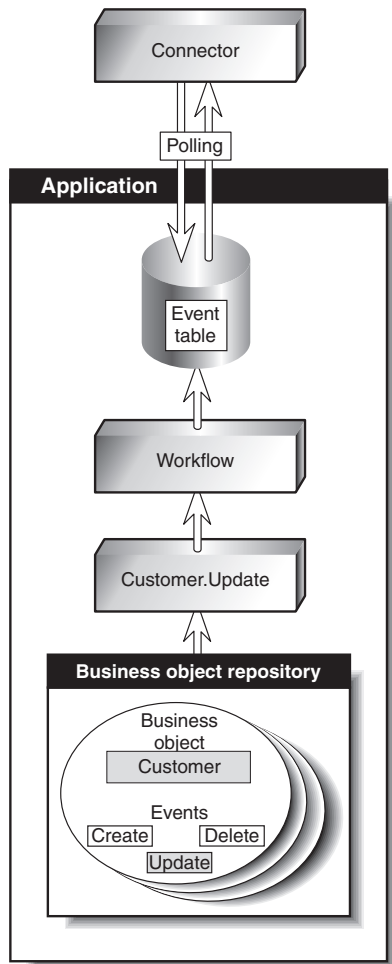 Connector
Polling
Application
Event
table
Workflow
Customer.Update
Business object repository
Business
object
Customer
Events
Create Delete
Update